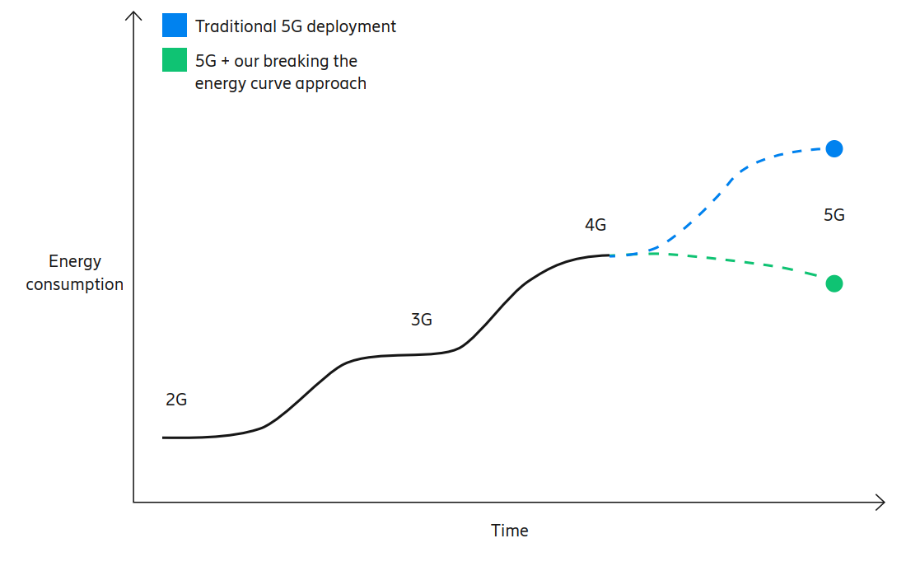 Traditional 5G deployment
5G + our breaking the
energy curve approach
4G
5G
Energy
consumption
3G
2G
Time